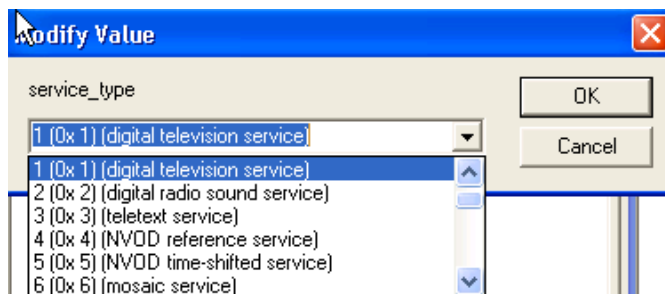 Modify Value
service_type
OK
1 (0x 1) (digital television service)
Cancel
1 (0x 1) (digital television service)
2 (0x 2) (digital radio sound service)
3 (0x 3) (teletext service)
4 (0x 4) (NVOD reference service)
5 (0x 5) (NVOD time-shifted service)
6 (0x 6) (mosaic service)